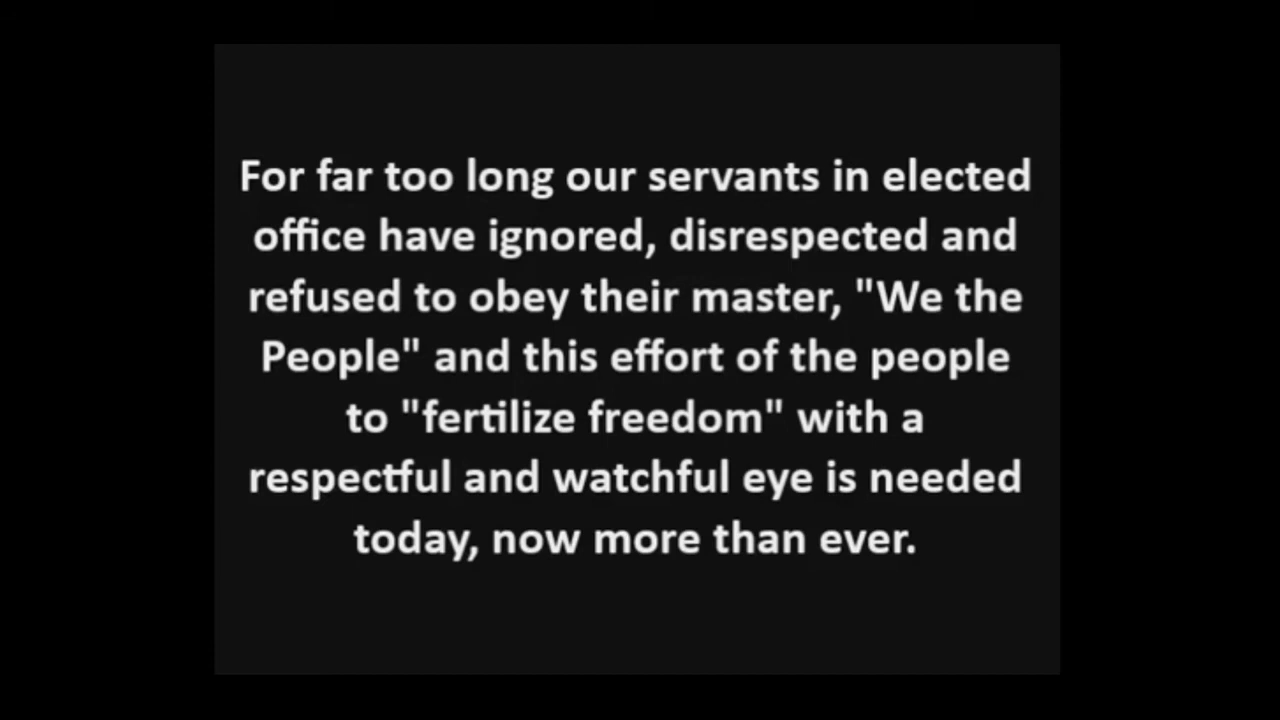 For far too long our servants in elected
office have ignored, disrespected and
refused to obey their master, "We the
People" and this effort of the people
to "fertilize freedom" with a
respectful and watchful eye is needed
today, now more than ever.